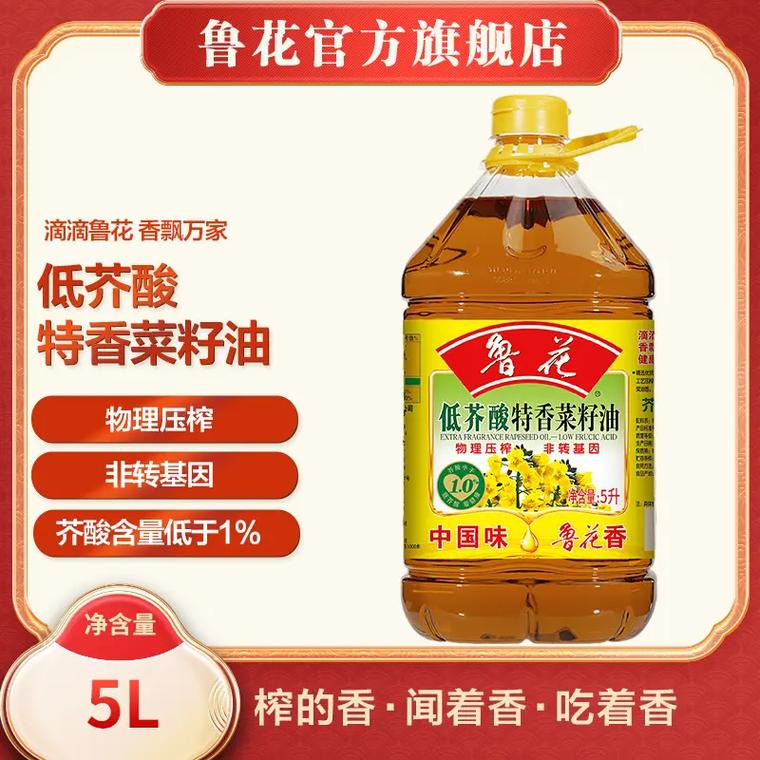 鲁花官方旗舰店
滴滴鲁花 香飘万家
低芥酸
特香菜籽油
物理压榨
非转基因
芥酸含量低于1%
鲁花
低芥酸特香菜籽油
EXTRA FRAGRANCE RAPESEED OIL—LOW ERUCIC ACID
物理压榨 非转基因
1.0
净含量:5升
中国味 鲁花香
净含量
5L
榨的香·闻着香·吃着香